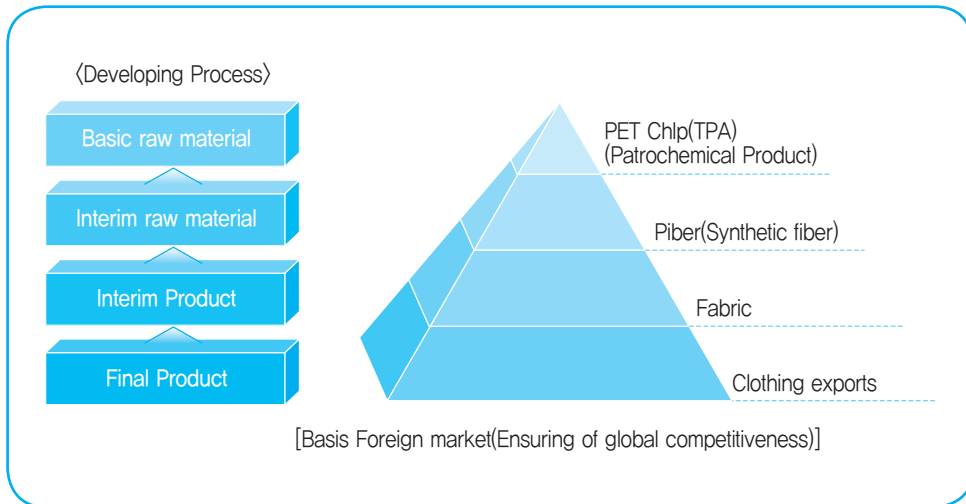 〈Developing Process〉
Basic raw material
Interim raw material
Interim Product
Final Product
PET Chlp(TPA)
(Patrochemical Product)
Piber(Synthetic fiber)
Fabric
Clothing exports
[Basis Foreign market(Ensuring of global competitiveness)]